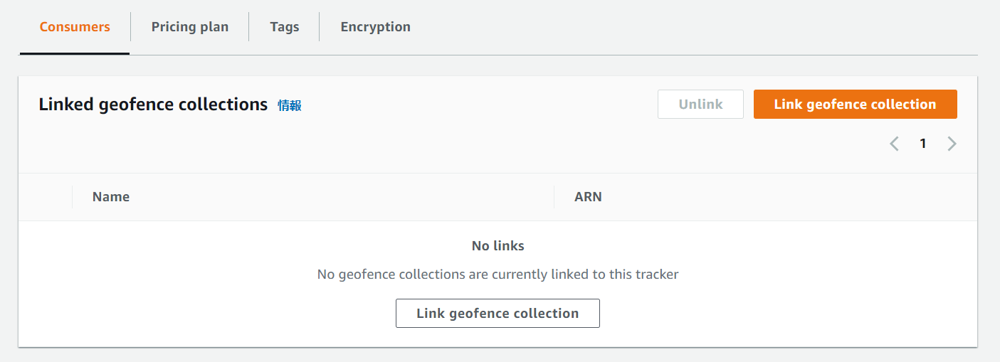 Consumers Pricing plan Tags Encryption
Linked geofence collections 情報 Unlink Link geofence collection
1
Name ARN
No links
No geofence collections are currently linked to this tracker
Link geofence collection